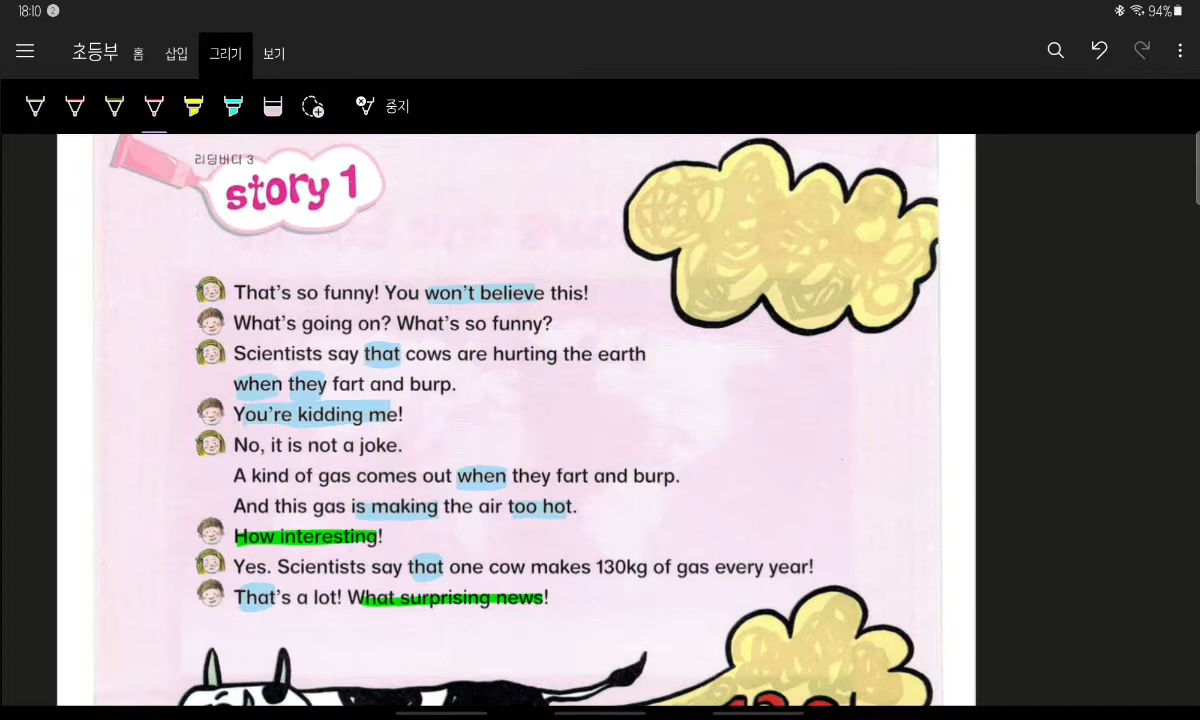 18:10 2 94%
초등부 홈 삽입 그리기 보기
중지
리딩버디 3
story 1
That's so funny! You won't believe this!
What's going on? What's so funny?
Scientists say that cows are hurting the earth
when they fart and burp.
You're kidding me!
No, it is not a joke.
A kind of gas comes out when they fart and burp.
And this gas is making the air too hot.
How interesting!
Yes. Scientists say that one cow makes 130kg of gas every year!
That's a lot! What surprising news!